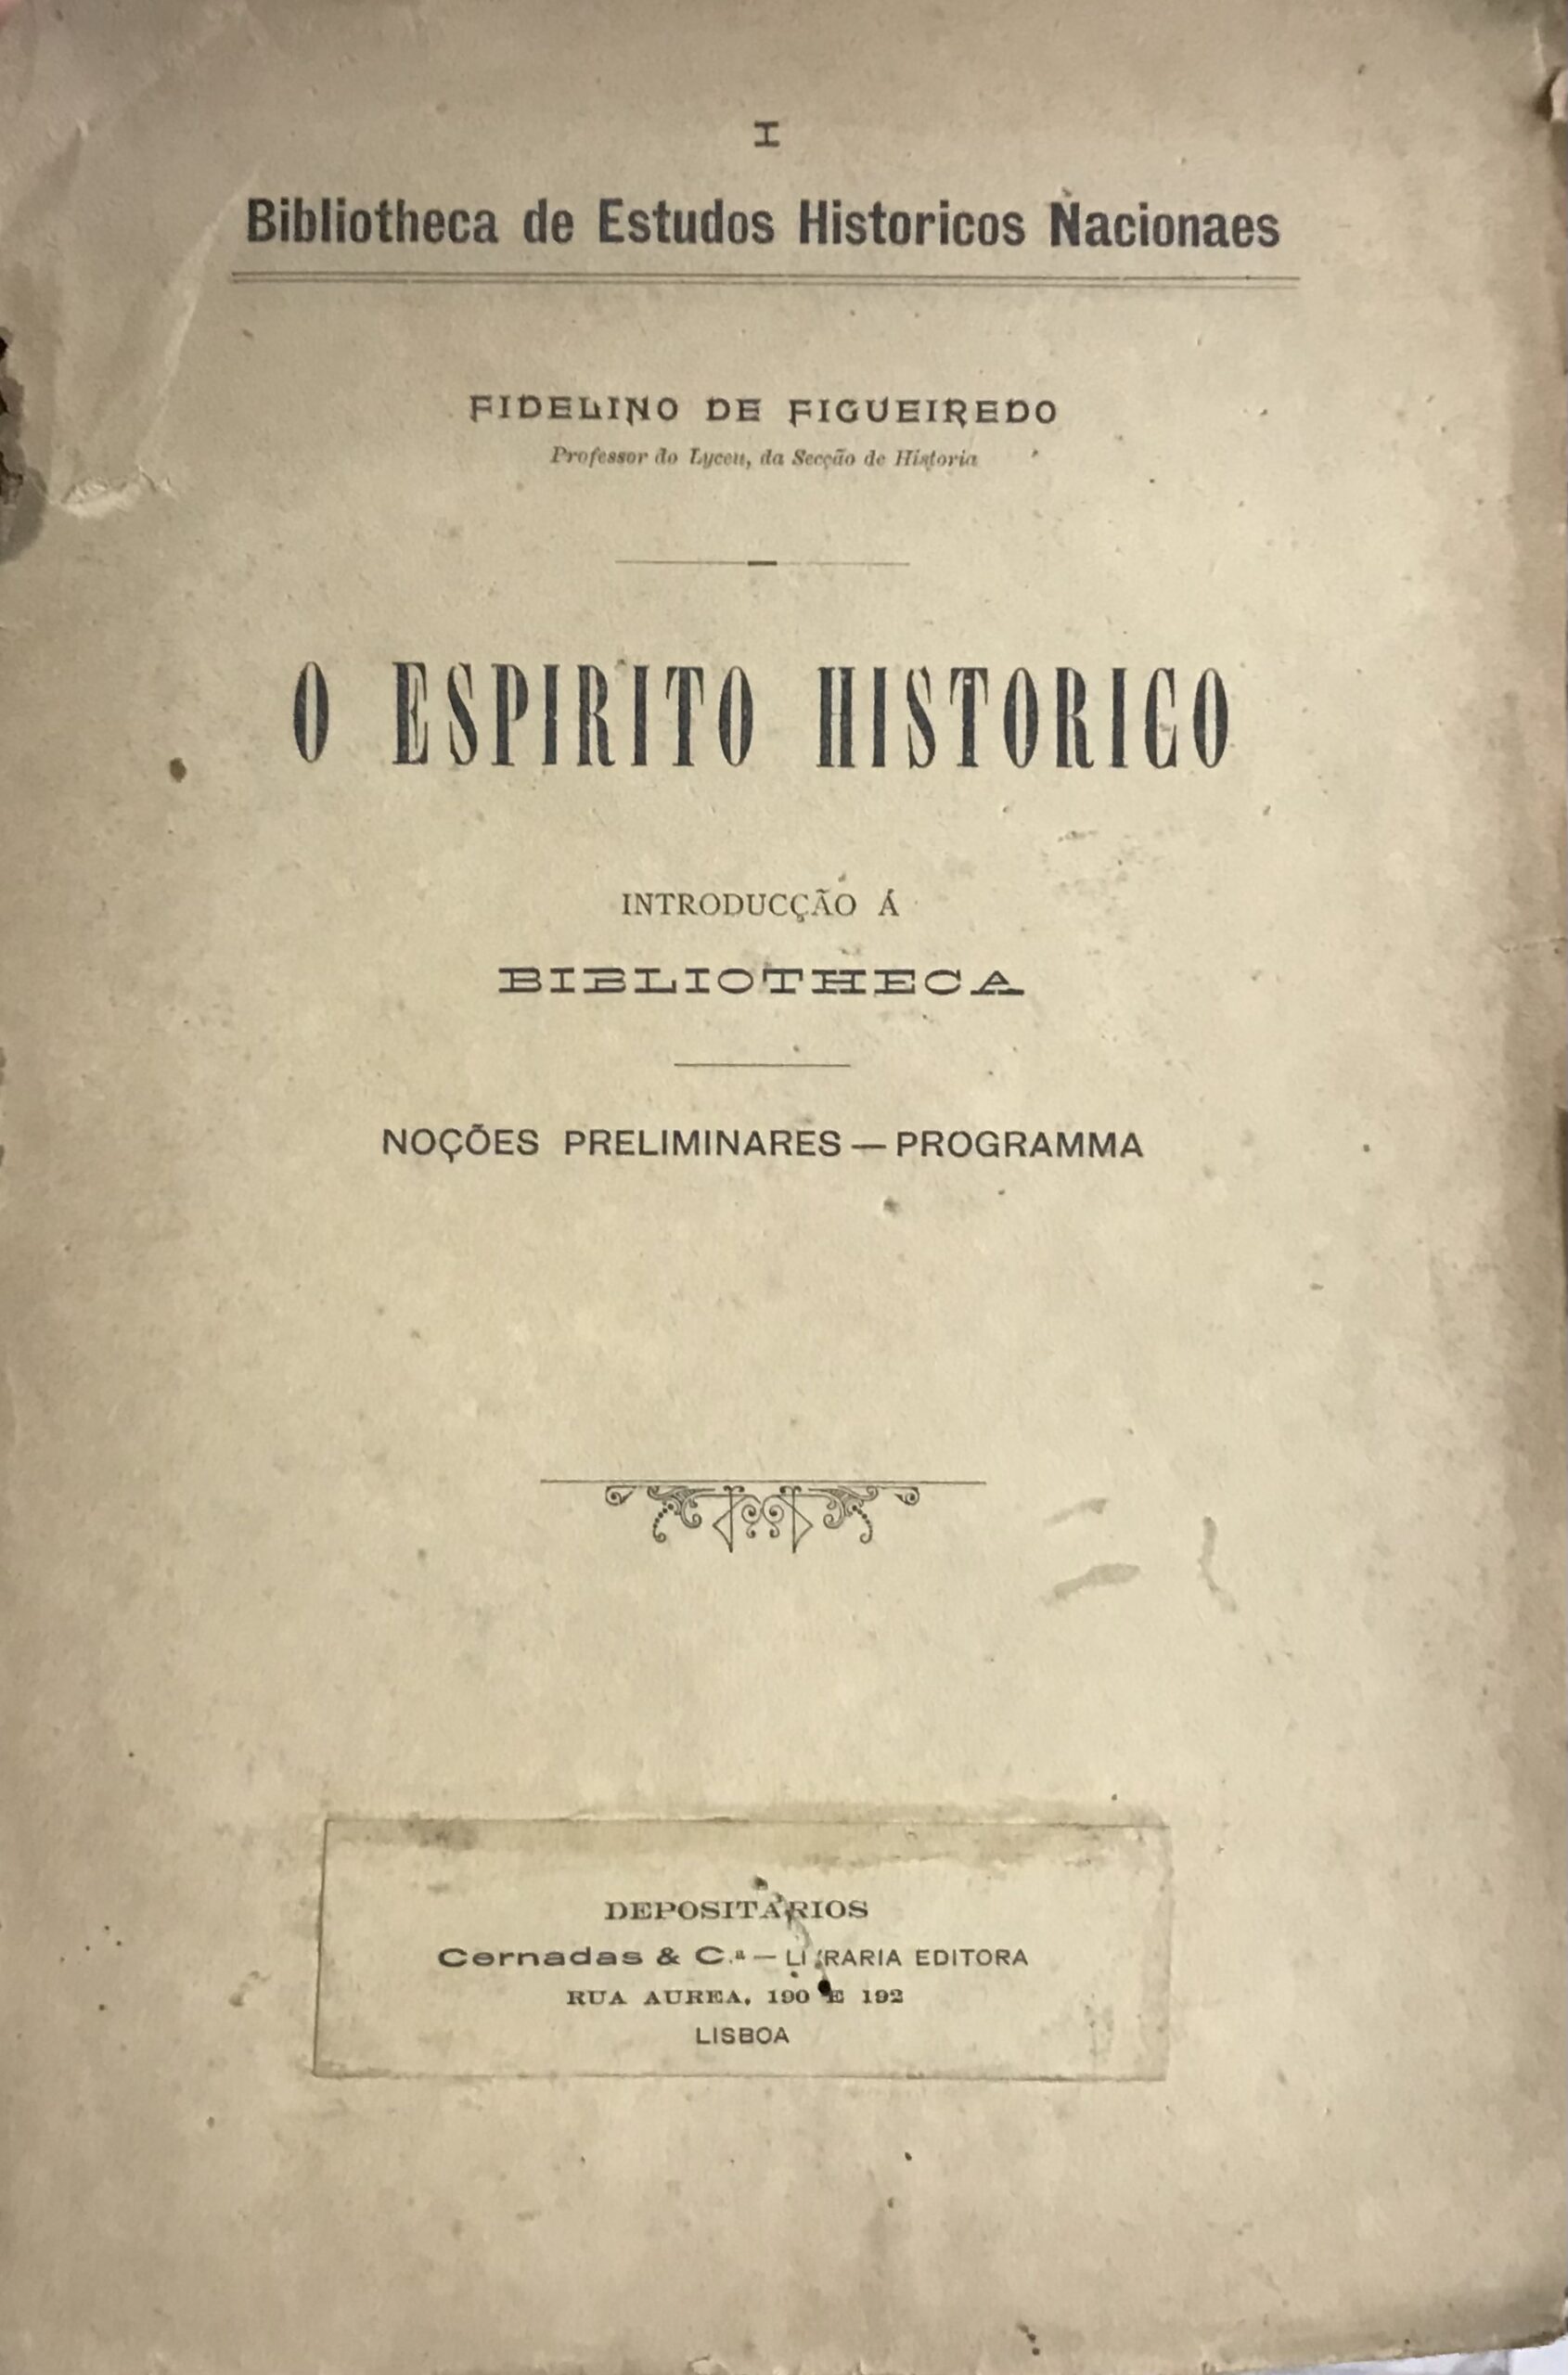 I
Bibliotheca de Estudos Historicos Nacionaes
FIDELINO DE FIGUEIREDO
Professor do Lyceu, da Secção de Historia
O ESPIRITO HISTORICO
INTRODUCÇÃO Á
BIBLIOTHECA
NOÇÕES PRELIMINARES — PROGRAMMA
DEPOSITARIOS
Cernadas & C.ª — LIVRARIA EDITORA
RUA AUREA, 190 E 192
LISBOA